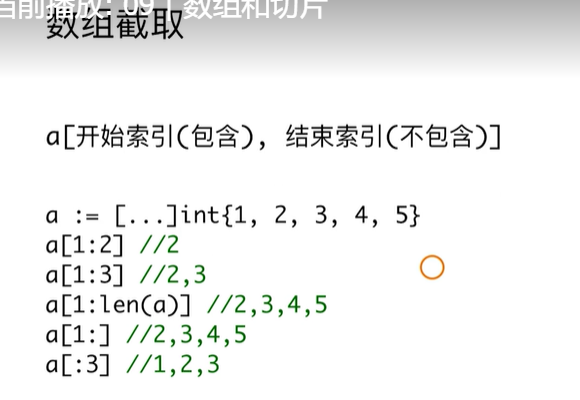 当前播放: 09 | 数组和切片
数组截取
a[开始索引(包含), 结束索引(不包含)]
a := [...]int{1, 2, 3, 4, 5}
a[1:2] //2
a[1:3] //2,3
a[1:len(a)] //2,3,4,5
a[1:] //2,3,4,5
a[:3] //1,2,3